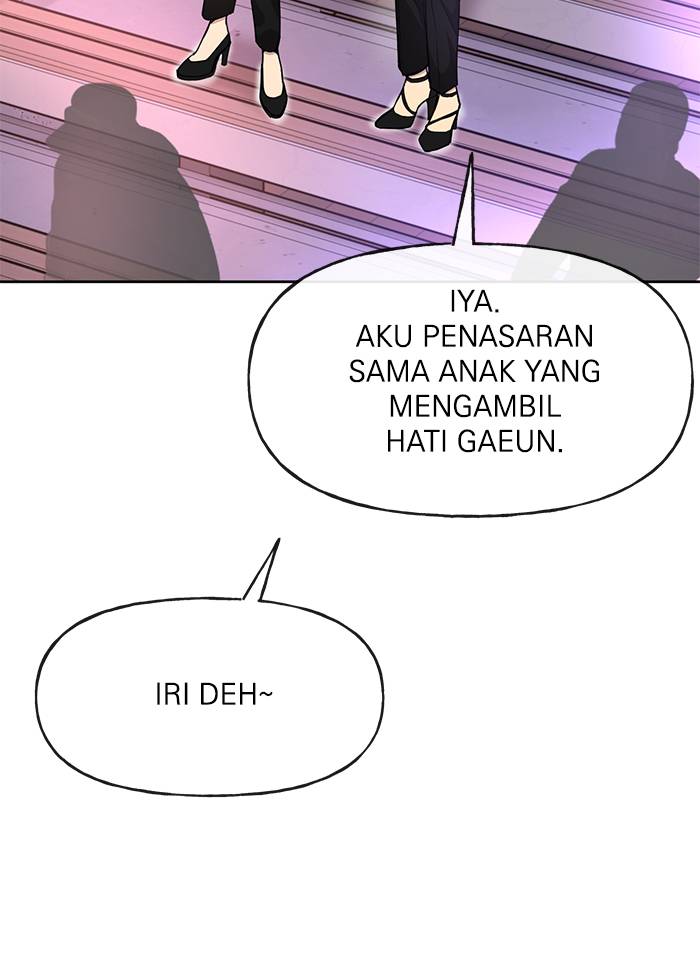 IYA.
AKU PENASARAN
SAMA ANAK YANG
MENGAMBIL
HATI GAEUN.
IRI DEH~